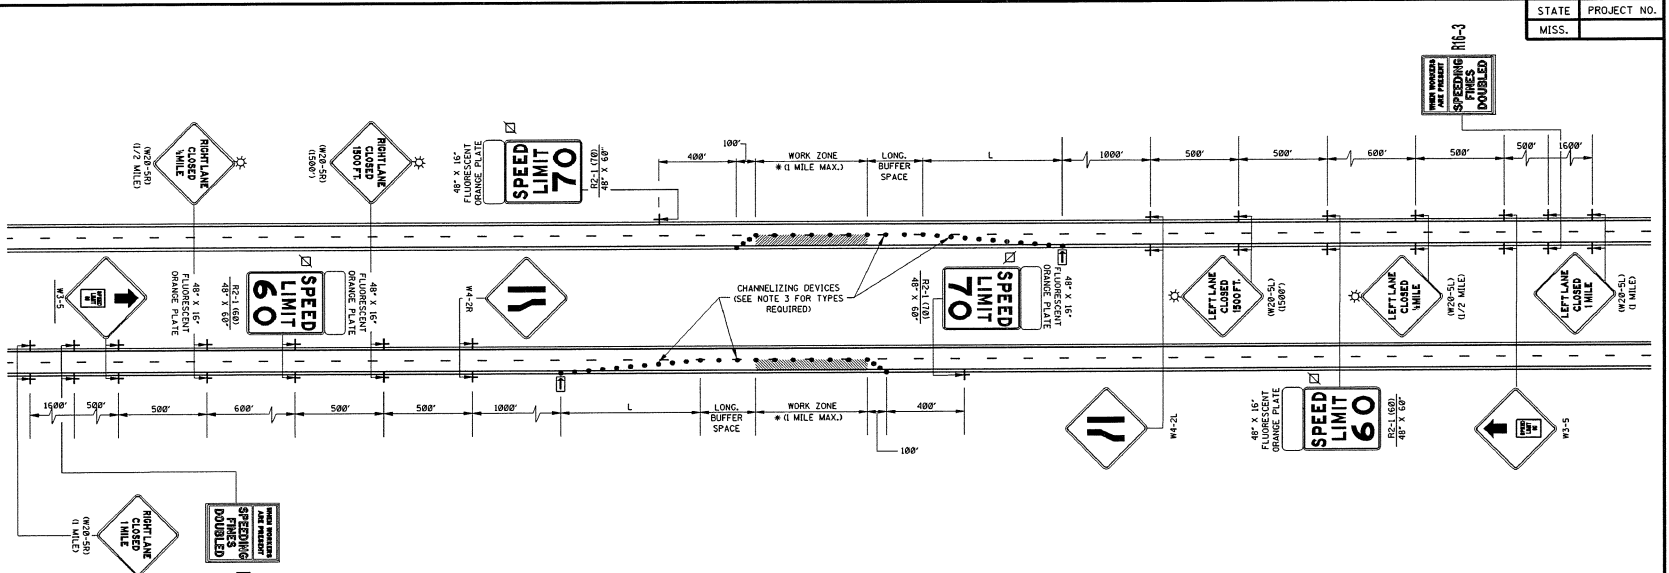 STATE PROJECT NO.
MISS.
R16-3
WHEN WORKERS
ARE PRESENT
SPEEDING
FINES
DOUBLED
RIGHT LANE
CLOSED
½ MILE
(W20-5R)
(1/2 MILE)
RIGHT LANE
CLOSED
1500 FT.
(W20-5R)
(1500')
48" X 16"
FLUORESCENT
ORANGE PLATE
SPEED
LIMIT
70
R2-1 (70)
48" X 60"
400'
100'
WORK ZONE
* (1 MILE MAX.)
LONG.
BUFFER
SPACE
L
1000'
500'
500'
600'
500'
500'
1600'
W3-5
48" X 16"
FLUORESCENT
ORANGE PLATE
R2-1 (60)
48" X 60"
SPEED
LIMIT
60
48" X 16"
FLUORESCENT
ORANGE PLATE
W4-2R
CHANNELIZING DEVICES
(SEE NOTE 3 FOR TYPES
REQUIRED)
R2-1 (70)
48" X 60"
SPEED
LIMIT
70
48" X 16"
FLUORESCENT
ORANGE PLATE
LEFT LANE
CLOSED
1500 FT.
(W20-5L)
(1500')
LEFT LANE
CLOSED
½ MILE
(W20-5L)
(1/2 MILE)
LEFT LANE
CLOSED
1 MILE
(W20-5L)
(1 MILE)
1600'
500'
500'
600'
500'
500'
1000'
L
LONG.
BUFFER
SPACE
WORK ZONE
* (1 MILE MAX.)
400'
100'
W4-2L
48" X 16"
FLUORESCENT
ORANGE PLATE
SPEED
LIMIT
60
R2-1 (60)
48" X 60"
W3-5
(W20-5R)
(1 MILE)
RIGHT LANE
CLOSED
1 MILE
WHEN WORKERS
ARE PRESENT
SPEEDING
FINES
DOUBLED